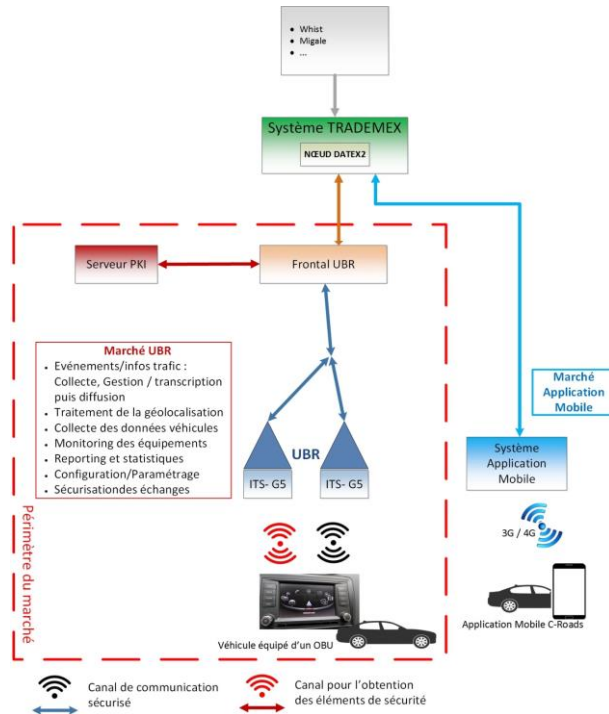 • Whist
• Migale
• ...
Système TRADEMEX
NŒUD DATEX2
Serveur PKI
Frontal UBR
Marché UBR
• Evénements/infos trafic :
Collecte, Gestion / transcription
puis diffusion
• Traitement de la géolocalisation
• Collecte des données véhicules
• Monitoring des équipements
• Reporting et statistiques
• Configuration/Paramétrage
• Sécurisationdes échanges
Marché
Application
Mobile
UBR
ITS- G5
ITS- G5
Système
Application
Mobile
3G / 4G
Périmètre du marché
Véhicule équipé d'un OBU
Application Mobile C-Roads
Canal de communication
sécurisé
Canal pour l'obtention
des éléments de sécurité